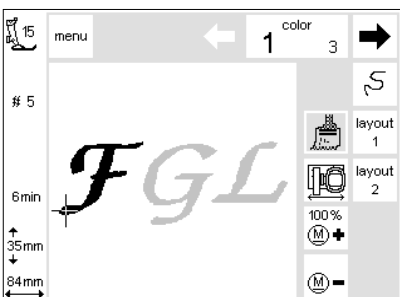 15
menu
color
1 3
# 5
layout
1
FGL
layout
2
6min
100%
M +
35mm
84mm
M -